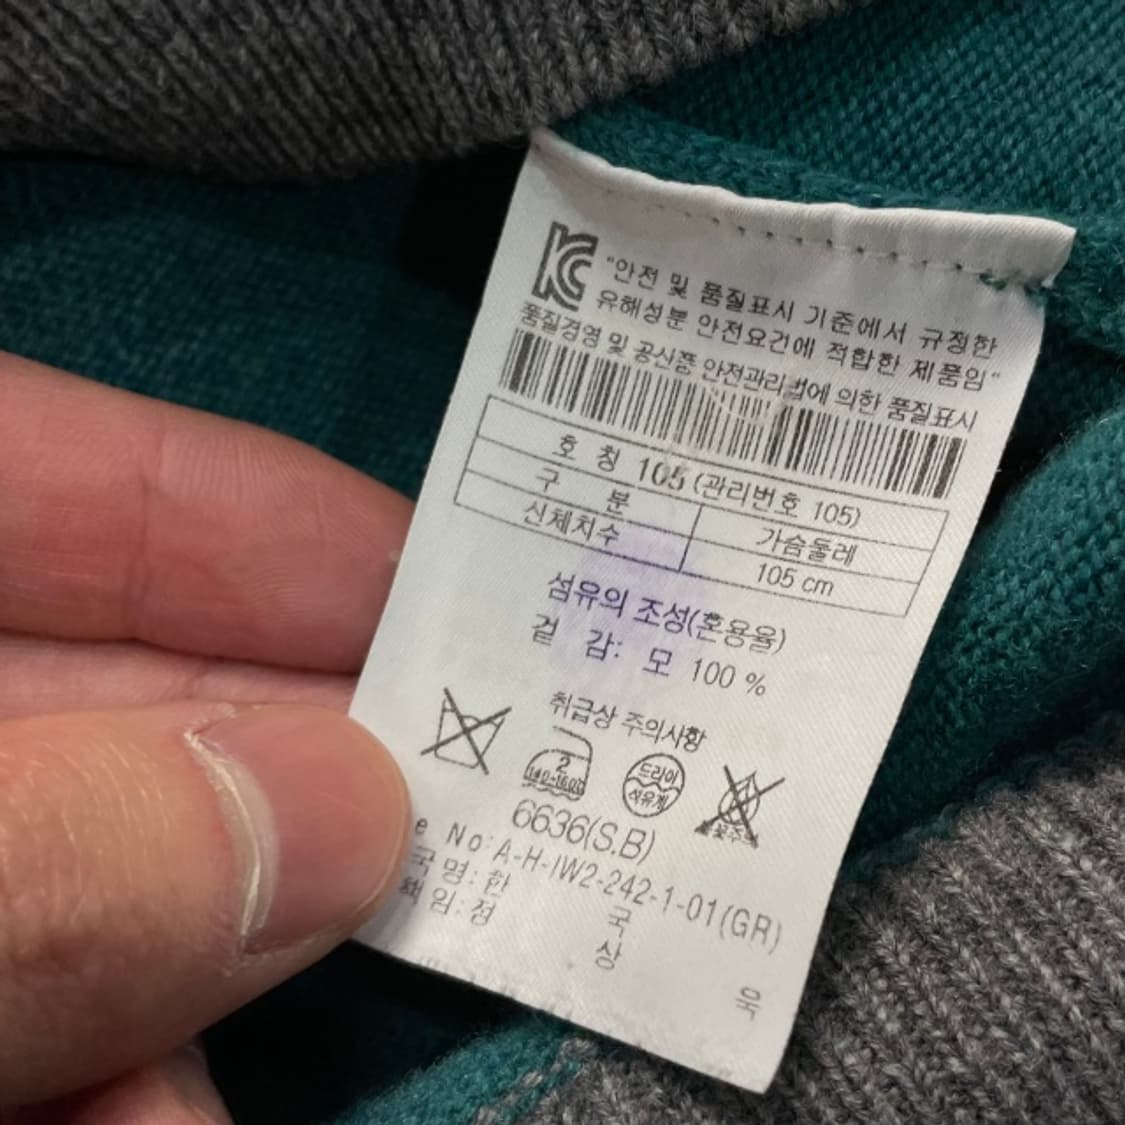 "안전 및 품질표시 기준에서 규정한
유해성분 안전요건에 적합한 제품임"
품질경영 및 공산품 안전관리법에 의한 품질표시
호 칭 105 (관리번호 105)
구 분 가슴둘레
신체치수 105 cm
섬유의 조성(혼용율)
겉 감: 모 100 %
취급상 주의사항
2
140-160℃
드라이
석유계
6636(S.B)
e No: A-H-IW2-242-1-01(GR)
국명: 한 국
책임: 정 상 욱